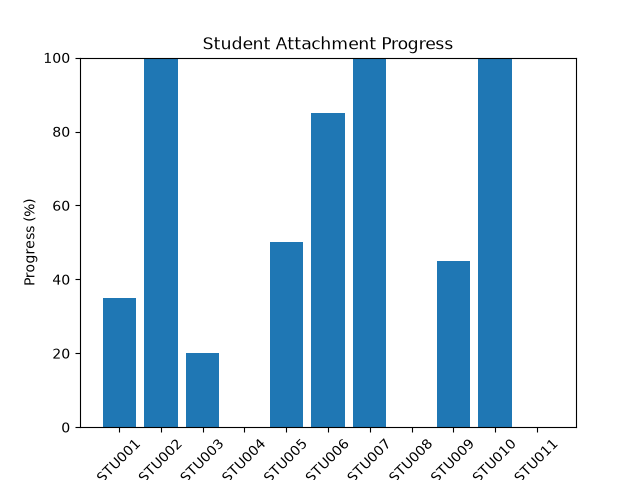 Student Attachment Progress
Progress (%)
100
80
60
40
20
0
STU001
STU002
STU003
STU004
STU005
STU006
STU007
STU008
STU009
STU010
STU011